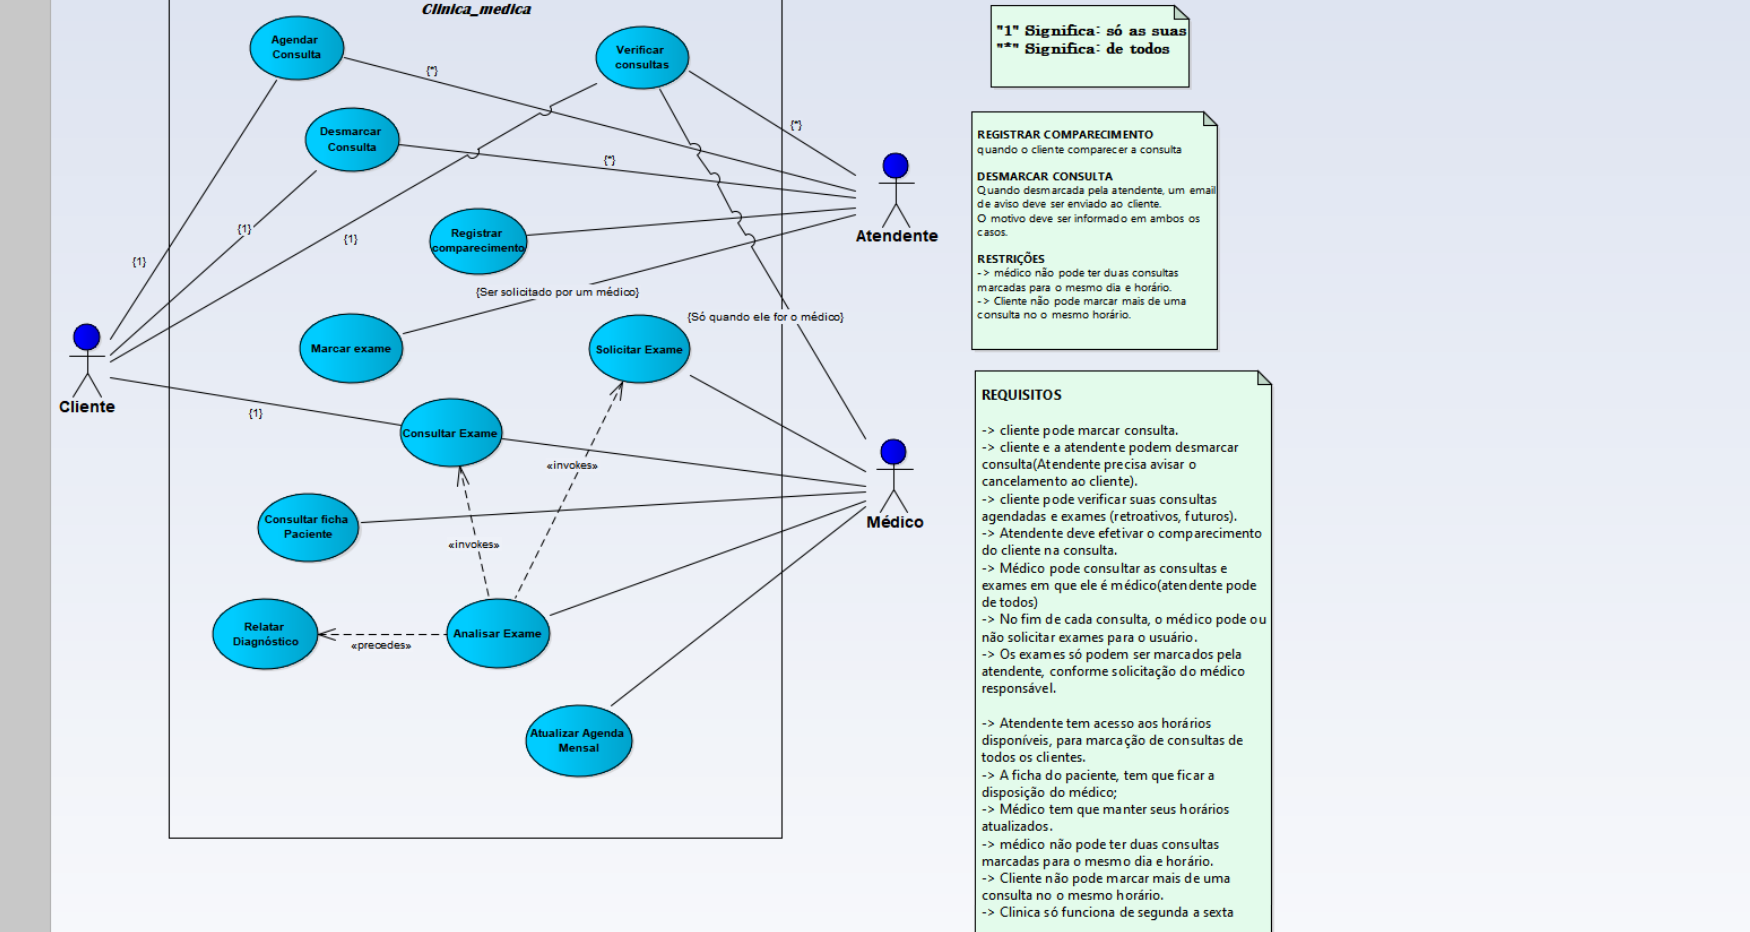 Clinica_medica
Agendar
Consulta
Verificar
consultas
{*}
Desmarcar
Consulta
{*}
{*}
{1}
{1}
{1}
Registrar
comparecimento
Atendente
{Ser solicitado por um médico}
{Só quando ele for o médico}
Marcar exame
Solicitar Exame
Cliente
{1}
Consultar Exame
«invokes»
Consultar ficha
Paciente
Médico
«invokes»
Relatar
Diagnóstico
«precedes»
Analisar Exame
Atualizar Agenda
Mensal
"1" Significa: só as suas
"*" Significa: de todos
REGISTRAR COMPARECIMENTO
quando o cliente comparecer a consulta
DESMARCAR CONSULTA
Quando desmarcada pela atendente, um email
de aviso deve ser enviado ao cliente.
O motivo deve ser informado em ambos os
casos.
RESTRIÇÕES
-> médico não pode ter duas consultas
marcadas para o mesmo dia e horário.
-> Cliente não pode marcar mais de uma
consulta no o mesmo horário.
REQUISITOS
-> cliente pode marcar consulta.
-> cliente e a atendente podem desmarcar
consulta(Atendente precisa avisar o
cancelamento ao cliente).
-> cliente pode verificar suas consultas
agendadas e exames (retroativos, futuros).
-> Atendente deve efetivar o comparecimento
do cliente na consulta.
-> Médico pode consultar as consultas e
exames em que ele é médico(atendente pode
de todos)
-> No fim de cada consulta, o médico pode ou
não solicitar exames para o usuário.
-> Os exames só podem ser marcados pela
atendente, conforme solicitação do médico
responsável.
-> Atendente tem acesso aos horários
disponíveis, para marcação de consultas de
todos os clientes.
-> A ficha do paciente, tem que ficar a
disposição do médico;
-> Médico tem que manter seus horários
atualizados.
-> médico não pode ter duas consultas
marcadas para o mesmo dia e horário.
-> Cliente não pode marcar mais de uma
consulta no o mesmo horário.
-> Clinica só funciona de segunda a sexta